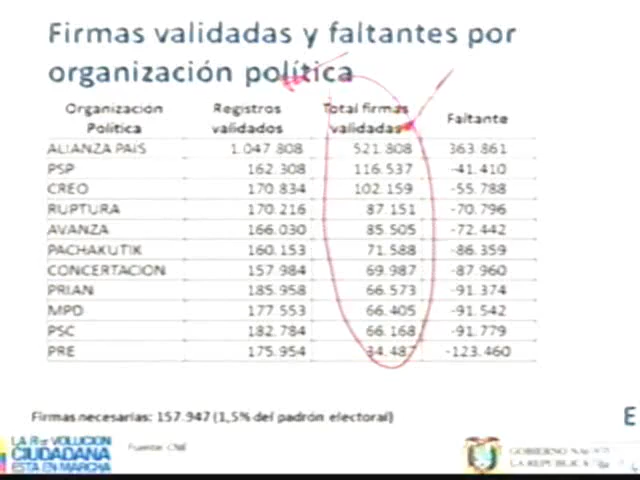 Firmas validadas y faltantes por
organización política
Organización Política Registros validados Total firmas validadas Faltante
ALIANZA PAIS 1.047.808 521.808 363.861
PSP 162.308 116.537 -41.410
CREO 170.834 102.159 -55.788
RUPTURA 170.216 87.151 -70.796
AVANZA 166.030 85.505 -72.442
PACHAKUTIK 160.153 71.588 -86.359
CONCERTACION 157.984 69.987 -87.960
PRIAN 185.958 66.573 -91.374
MPD 177.553 66.405 -91.542
PSC 182.784 66.168 -91.779
PRE 175.954 34.487 -123.460
Firmas necesarias: 157.947 (1,5% del padrón electoral)
E
LA REVOLUCION
CIUDADANA
ESTÁ EN MARCHA
Fuente: CNE
GOBIERNO
LA REPUBLICA